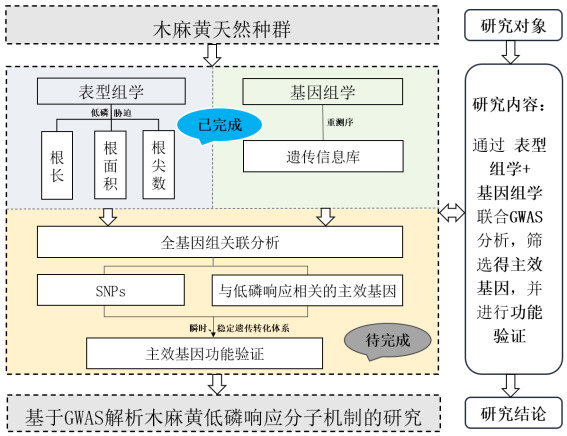 木麻黄天然种群
表型组学
低磷 胁迫
根长
根面积
根尖数
已完成
基因组学
重测序
遗传信息库
全基因组关联分析
SNPs
与低磷响应相关的主效基因
瞬时、稳定遗传转化体系
待完成
主效基因功能验证
基于GWAS解析木麻黄低磷响应分子机制的研究
研究对象
研究内容：
通过 表型
组学+
基因组学
联合GWAS
分析，筛
选得主效
基因，并
进行功能
验证
研究结论